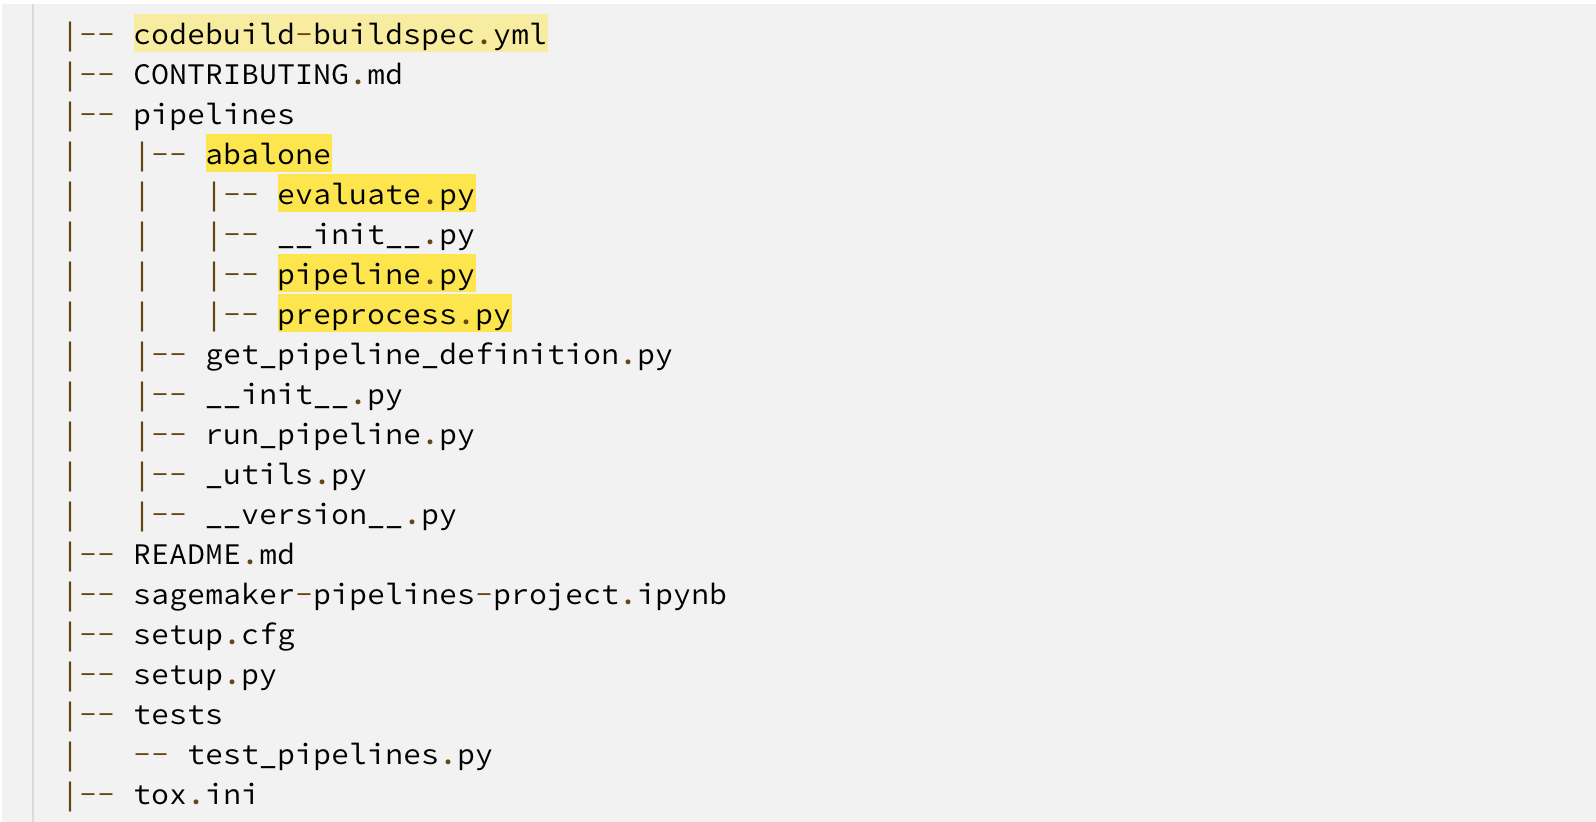 |-- codebuild-buildspec.yml
|-- CONTRIBUTING.md
|-- pipelines
|   |-- abalone
|   |   |-- evaluate.py
|   |   |-- __init__.py
|   |   |-- pipeline.py
|   |   |-- preprocess.py
|   |-- get_pipeline_definition.py
|   |-- __init__.py
|   |-- run_pipeline.py
|   |-- _utils.py
|   |-- __version__.py
|-- README.md
|-- sagemaker-pipelines-project.ipynb
|-- setup.cfg
|-- setup.py
|-- tests
|   -- test_pipelines.py
|-- tox.ini